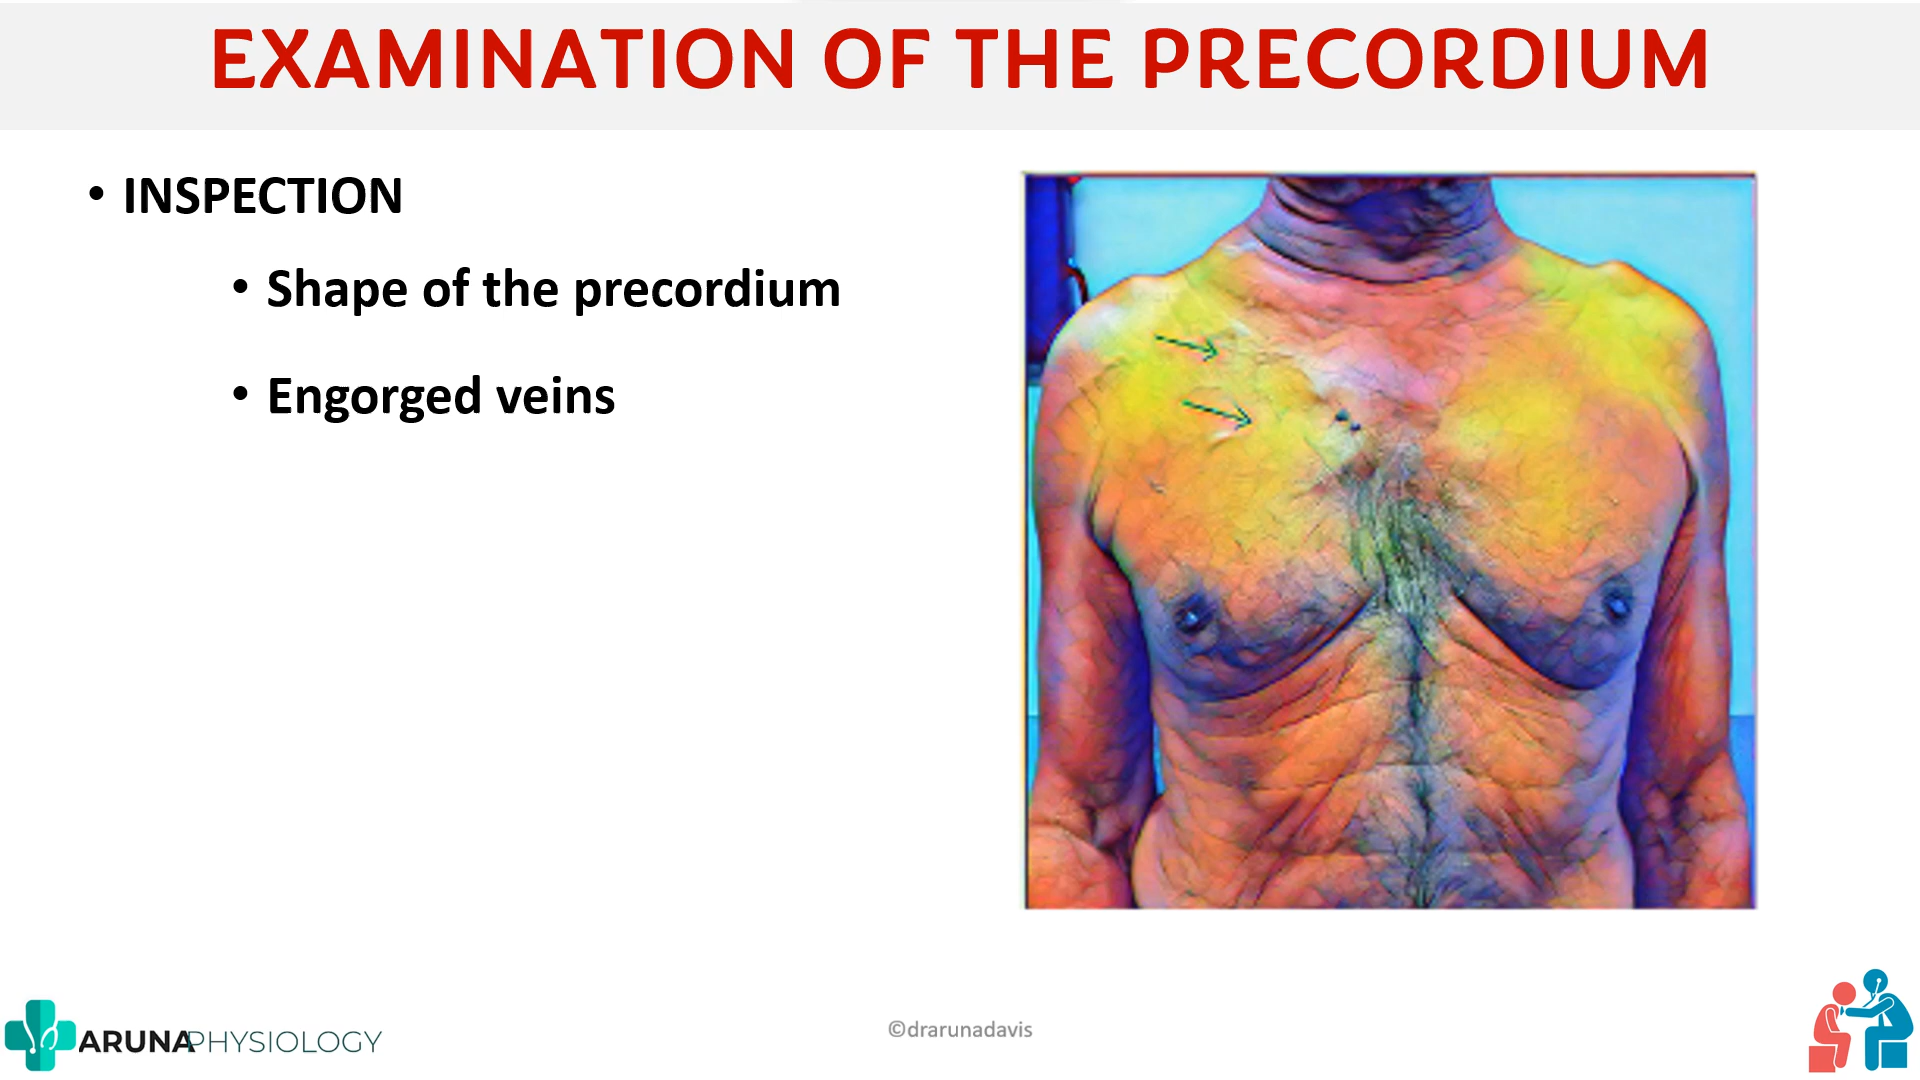 EXAMINATION OF THE PRECORDIUM
• INSPECTION
• Shape of the precordium
• Engorged veins
ARUNAPHYSIOLOGY
©drarunadavis